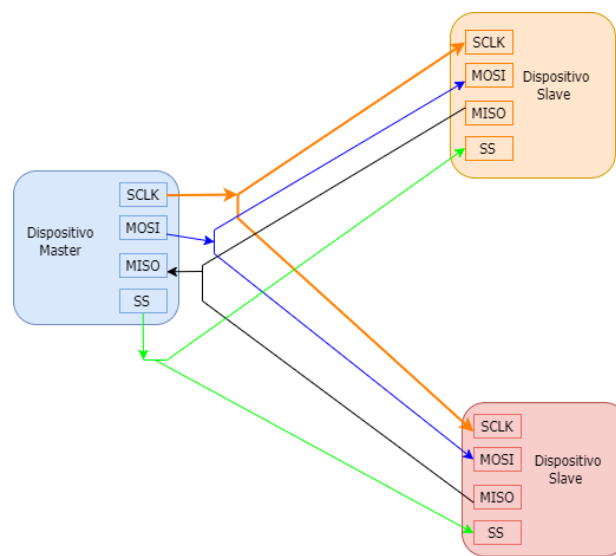 SCLK
MOSI
Dispositivo
Slave
MISO
SS
SCLK
MOSI
Dispositivo
Master
MISO
SS
SCLK
MOSI
Dispositivo
Slave
MISO
SS